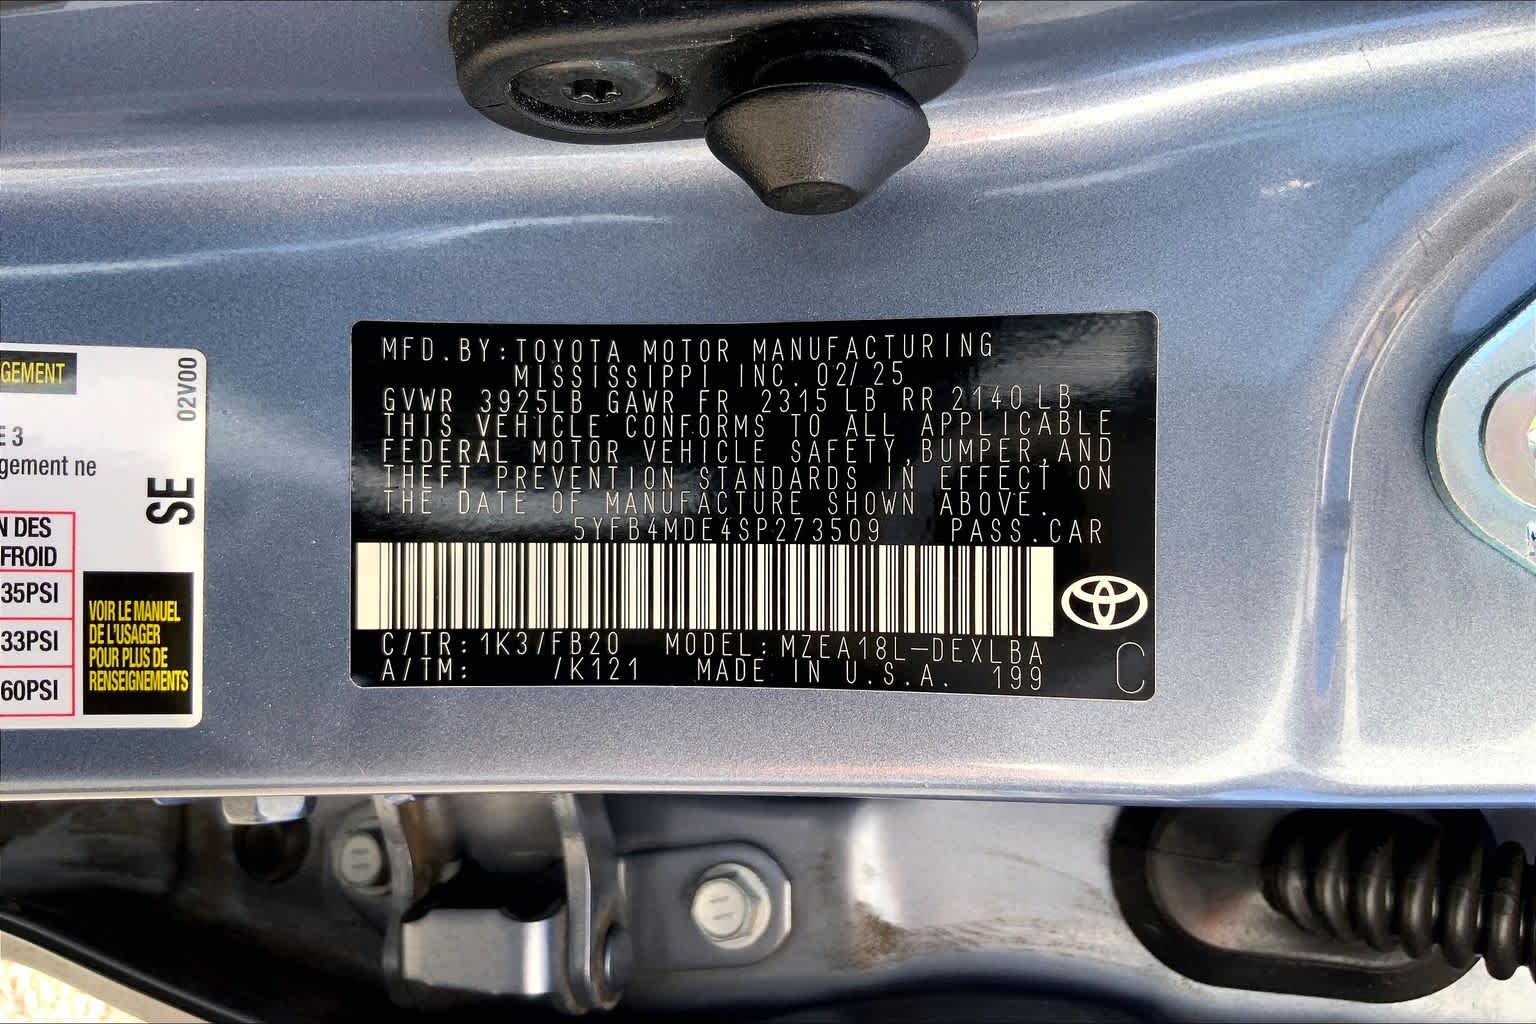 MFD.BY:TOYOTA MOTOR MANUFACTURING
MISSISSIPPI INC. 02/25
GVWR 3925LB GAWR FR 2315 LB RR 2140 LB
THIS VEHICLE CONFORMS TO ALL APPLICABLE
FEDERAL MOTOR VEHICLE SAFETY,BUMPER,AND
THEFT PREVENTION STANDARDS IN EFFECT ON
THE DATE OF MANUFACTURE SHOWN ABOVE.
5YFB4MDE4SP273509 PASS.CAR
C/TR:1K3/FB20 MODEL:MZEA18L-DEXLBA
A/TM: /K121 MADE IN U.S.A. 199
C
GEMENT
02V00
E 3
gement ne
SE
N DES
FROID
35PSI
33PSI
60PSI
VOIR LE MANUEL
DE L'USAGER
POUR PLUS DE
RENSEIGNEMENTS